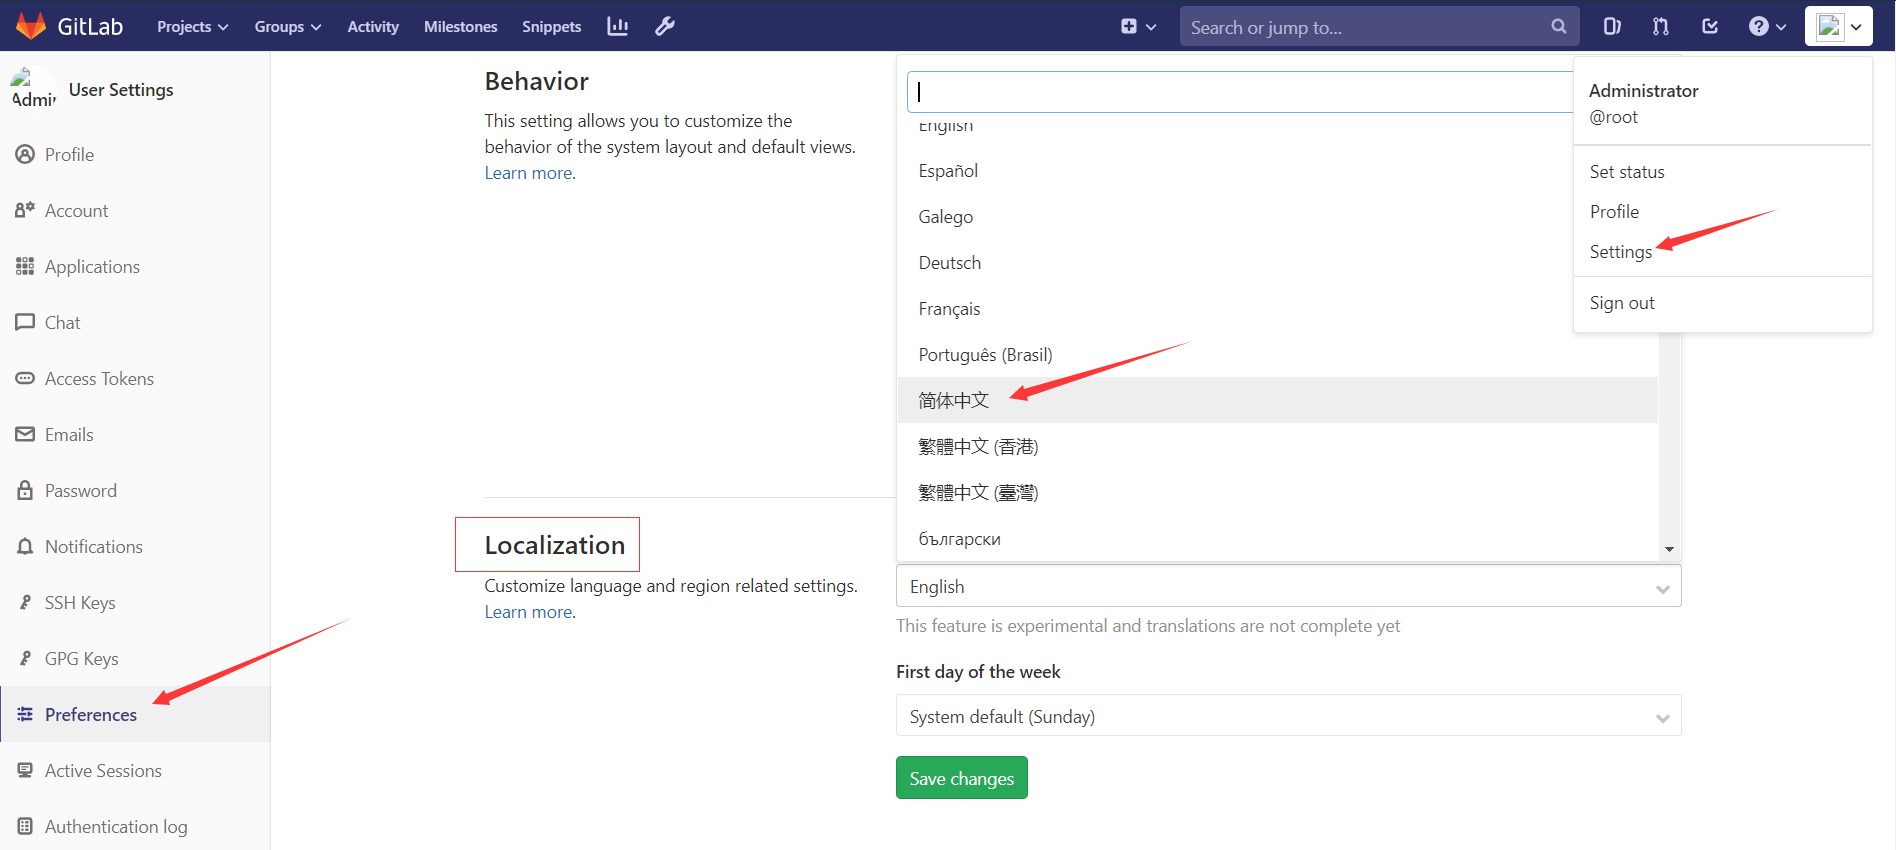 GitLab
Projects
Groups
Activity
Milestones
Snippets
Search or jump to...
Admir
User Settings
Profile
Account
Applications
Chat
Access Tokens
Emails
Password
Notifications
SSH Keys
GPG Keys
Preferences
Active Sessions
Authentication log
Behavior
This setting allows you to customize the
behavior of the system layout and default views.
Learn more.
Localization
Customize language and region related settings.
Learn more.
English
Español
Galego
Deutsch
Français
Português (Brasil)
简体中文
繁體中文 (香港)
繁體中文 (臺灣)
български
English
This feature is experimental and translations are not complete yet
First day of the week
System default (Sunday)
Save changes
Administrator
@root
Set status
Profile
Settings
Sign out